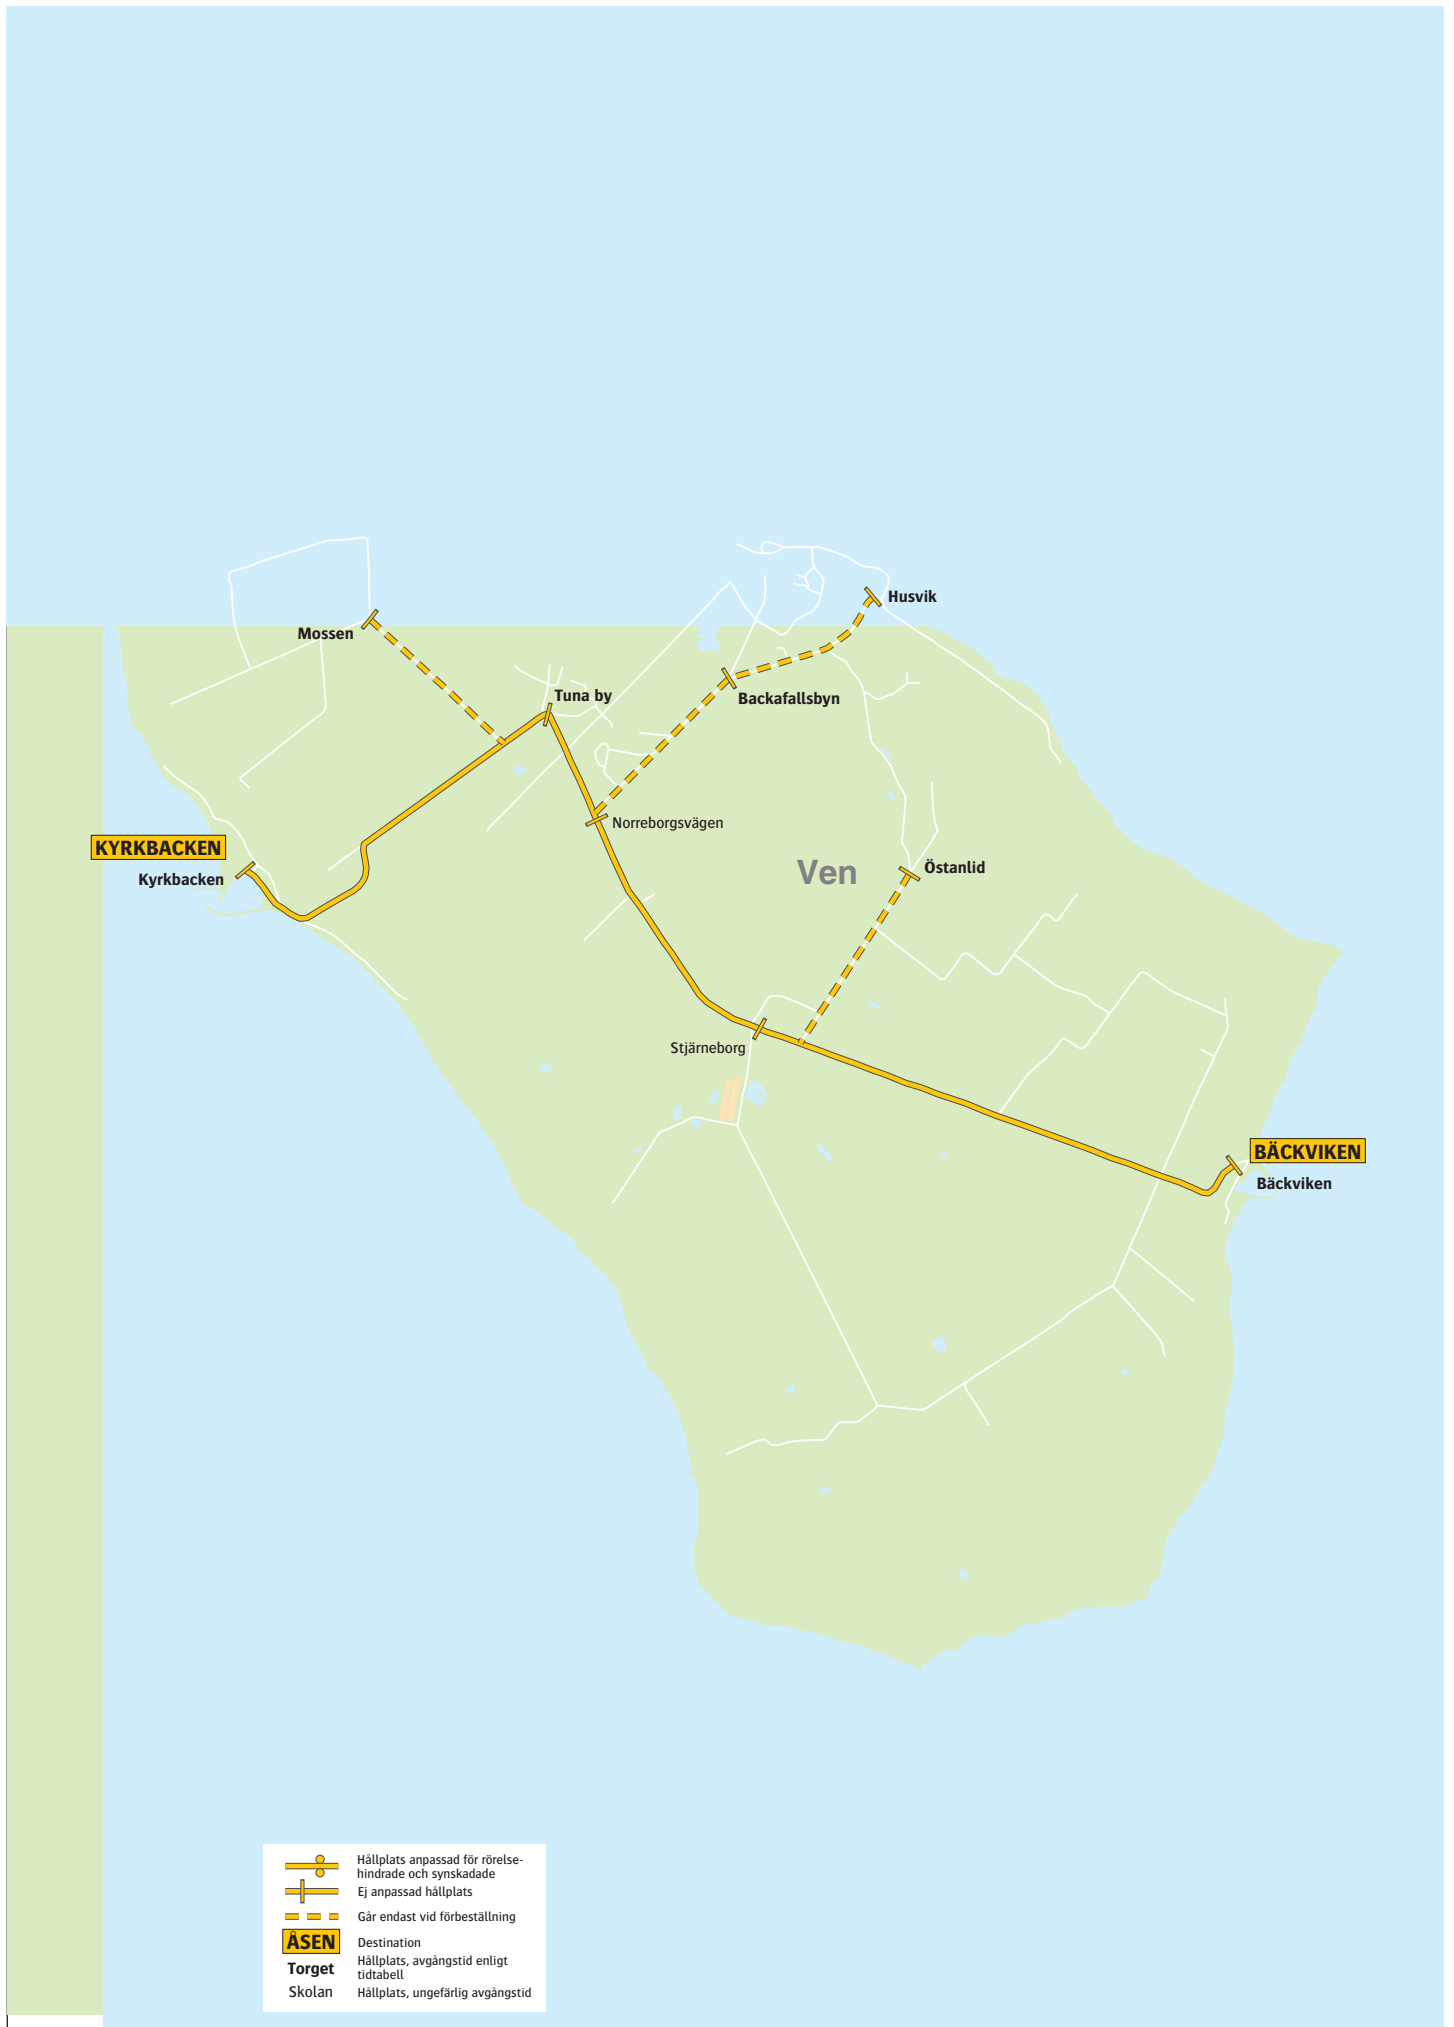 Husvik
Mossen
Tuna by
Backafallsbyn
Norreborgsvägen
KYRKBACKEN
Kyrkbacken
Ven
Östanlid
Stjärneborg
BÄCKVIKEN
Bäckviken
Hållplats anpassad för rörelse-
hindrade och synskadade
Ej anpassad hållplats
Går endast vid förbeställning
ÅSEN Destination
Torget Hållplats, avgångstid enligt
tidtabell
Skolan Hållplats, ungefärlig avgångstid